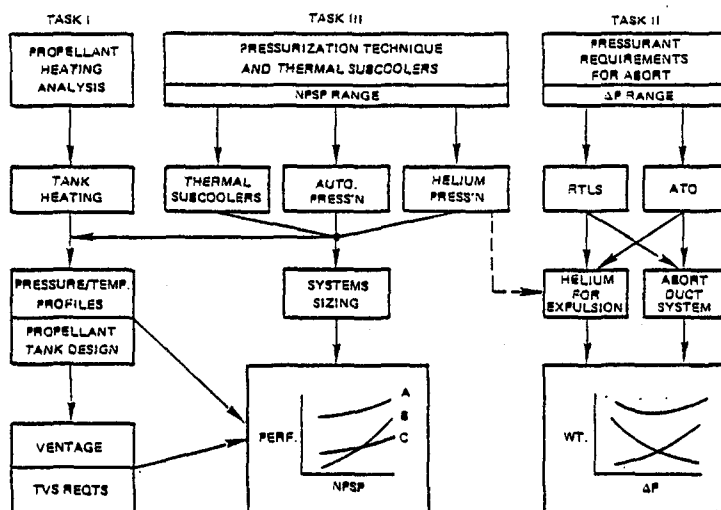 TASK I
PROPELLANT
HEATING
ANALYSIS
TANK
HEATING
PRESSURE/TEMP.
PROFILES
PROPELLANT
TANK DESIGN
VENTAGE
TVS REQTS
TASK III
PRESSURIZATION TECHNIQUE
AND THERMAL SUBCOOLERS
NPSP RANGE
THERMAL
SUBCOOLERS
AUTO.
PRESS'N
HELIUM
PRESS'N
SYSTEMS
SIZING
PERF.
A
B
C
NPSP
TASK II
PRESSURANT
REQUIREMENTS
FOR ABORT
ΔP RANGE
RTLS
ATO
HELIUM
FOR
EXPULSION
ABORT
DUCT
SYSTEM
WT.
ΔP